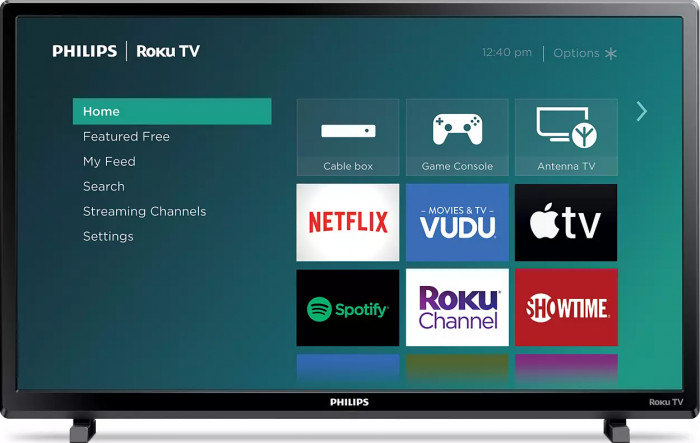 PHILIPS | Roku TV
12:40 pm | Options
Home
Featured Free
My Feed
Search
Streaming Channels
Settings
Cable box
Game Console
Antenna TV
NETFLIX
- MOVIES & TV -
VUDU
tv
Spotify
Roku
Channel
SHOWTIME
PHILIPS
Roku TV